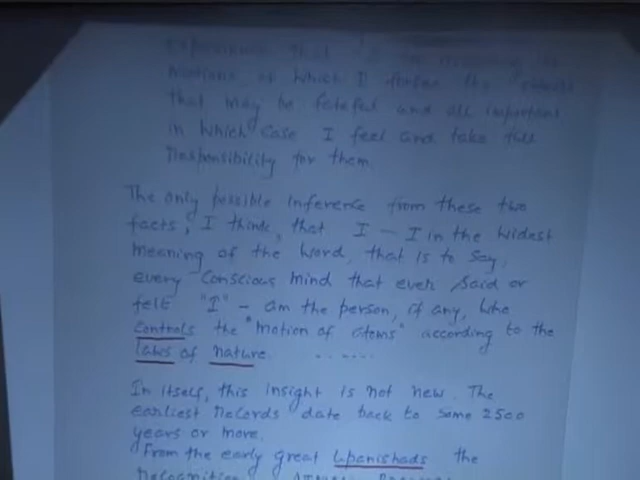 experience that
motions, of which I foresee the effects
that may be fateful and all important
in which case I feel and take full
Responsibility for them.
The only possible inference from these two
facts, I think, that I - I in the widest
meaning of the word, that is to say,
every conscious mind that ever said or
felt "I" - am the person, if any, who
controls the "motion of atoms" according to the
laws of nature. ......
In itself, this insight is not new. The
earliest Records date back to some 2500
years or more.
From the early great Upanishads the
Recognition